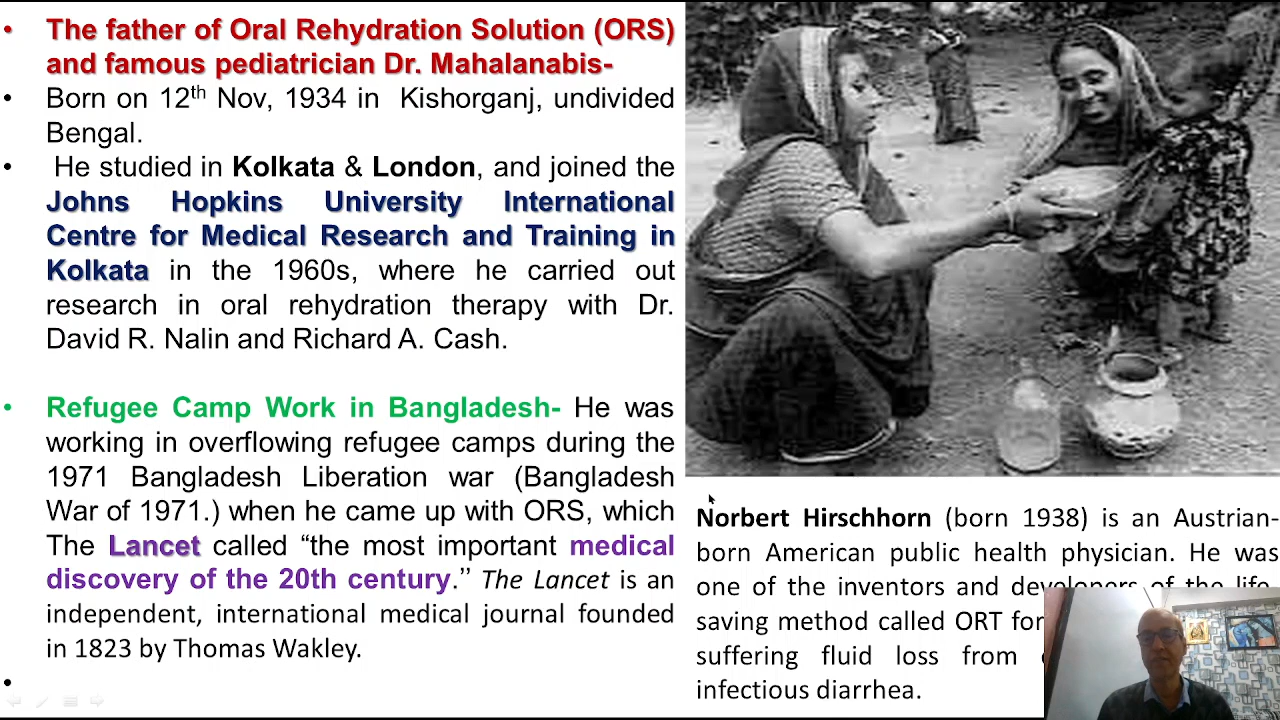 • The father of Oral Rehydration Solution (ORS)
and famous pediatrician Dr. Mahalanabis-
• Born on 12th Nov, 1934 in Kishorganj, undivided
Bengal.
• He studied in Kolkata & London, and joined the
Johns Hopkins University International
Centre for Medical Research and Training in
Kolkata in the 1960s, where he carried out
research in oral rehydration therapy with Dr.
David R. Nalin and Richard A. Cash.
• Refugee Camp Work in Bangladesh- He was
working in overflowing refugee camps during the
1971 Bangladesh Liberation war (Bangladesh
War of 1971.) when he came up with ORS, which
The Lancet called “the most important medical
discovery of the 20th century.’’ The Lancet is an
independent, international medical journal founded
in 1823 by Thomas Wakley.
•
Norbert Hirschhorn (born 1938) is an Austrian-
born American public health physician. He was
one of the inventors and developers of the life
saving method called ORT for
suffering fluid loss from
infectious diarrhea.